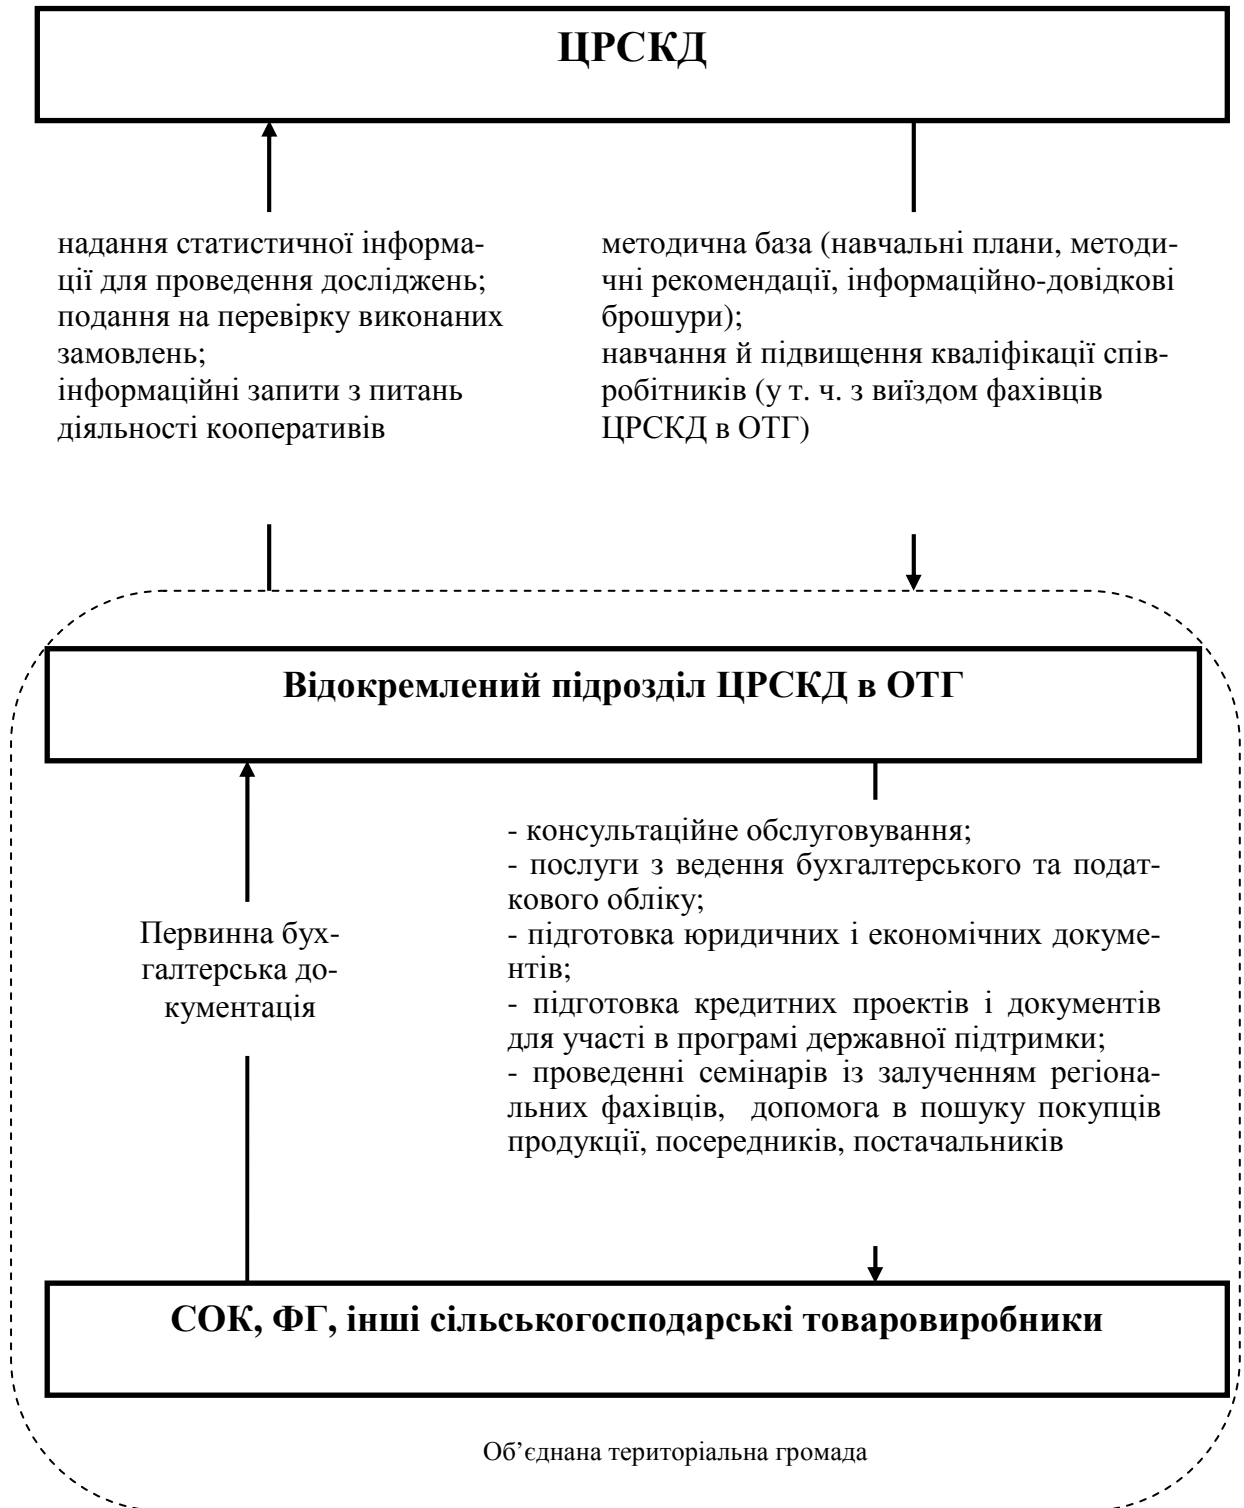 ЦРСКД
надання статистичної інформа-
ції для проведення досліджень;
подання на перевірку виконаних
замовлень;
інформаційні запити з питань
діяльності кооперативів
методична база (навчальні плани, методи-
чні рекомендації, інформаційно-довідкові
брошури);
навчання й підвищення кваліфікації спів-
робітників (у т. ч. з виїздом фахівців
ЦРСКД в ОТГ)
Відокремлений підрозділ ЦРСКД в ОТГ
Первинна бух-
галтерська до-
кументація
- консультаційне обслуговування;
- послуги з ведення бухгалтерського та подат-
кового обліку;
- підготовка юридичних і економічних докуме-
нтів;
- підготовка кредитних проектів і документів
для участі в програмі державної підтримки;
- проведенні семінарів із залученням регіона-
льних фахівців, допомога в пошуку покупців
продукції, посередників, постачальників
СОК, ФГ, інші сільськогосподарські товаровиробники
Об’єднана територіальна громада